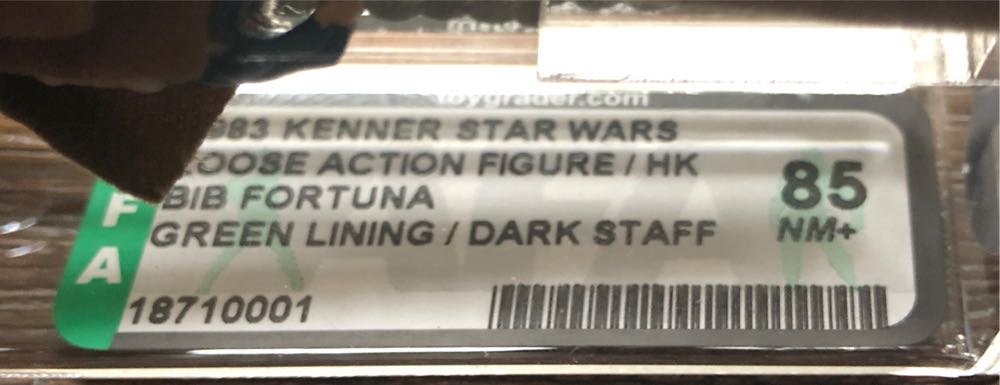 toygrader.com
983 KENNER STAR WARS
LOOSE ACTION FIGURE / HK
BIB FORTUNA
GREEN LINING / DARK STAFF
85
NM+
FA
18710001